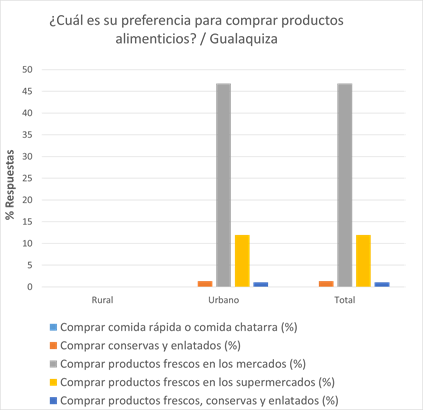 ¿Cuál es su preferencia para comprar productos
alimenticios? / Gualaquiza
50
45
40
35
30
25
20
15
10
5
0
% Respuestas
Rural Urbano Total
Comprar comida rápida o comida chatarra (%)
Comprar conservas y enlatados (%)
Comprar productos frescos en los mercados (%)
Comprar productos frescos en los supermercados (%)
Comprar productos frescos, conservas y enlatados (%)